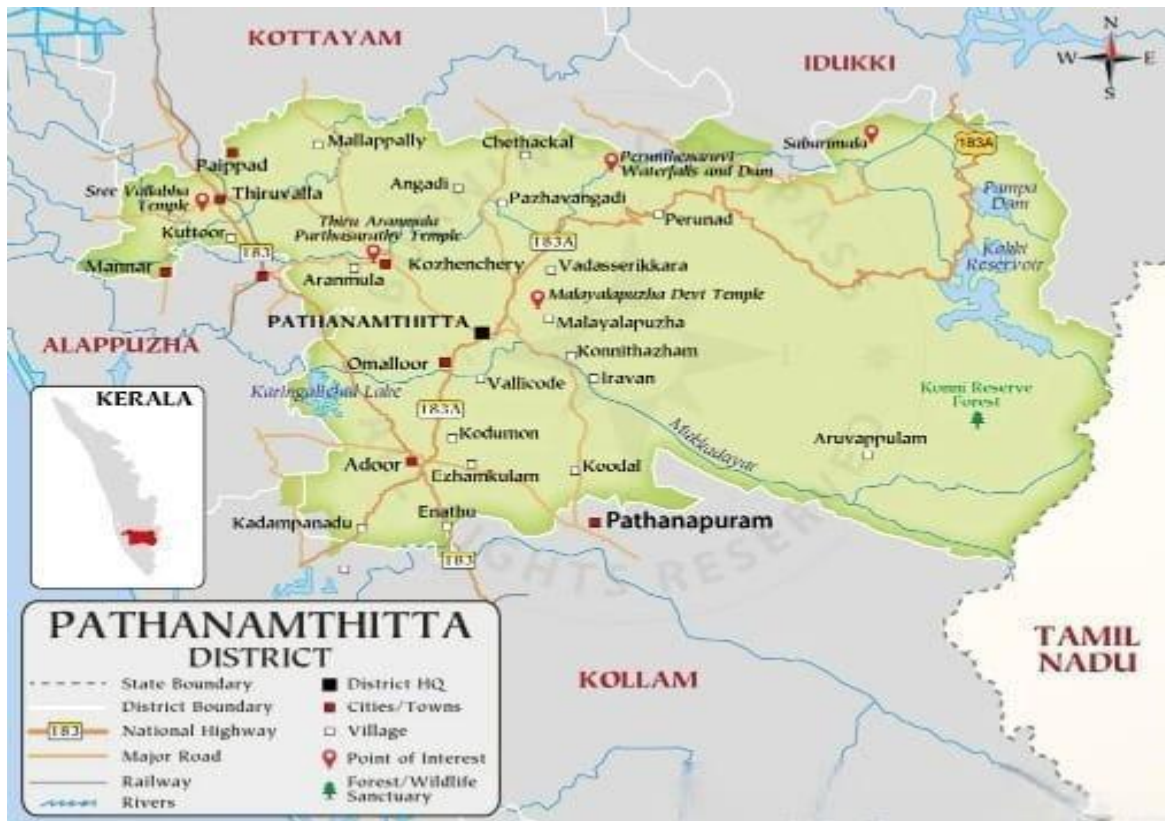 KOTTAYAM
IDUKKI
N
W
E
S
183A
Mallappally
Chethackal
Sabarimala
Paippad
Perunthenaruvi
Waterfalls and Dam
Sree Vallabha
Temple
Thiruvalla
Angadi
Pazhavangadi
Pampa
Dam
Thiru Aranmula
Parthasarathy Temple
Perunad
Kuttoor
183
183A
Kakki
Reservoir
Mannar
Aranmula
Kozhenchery
Vadasserikkara
Malayalapuzha Devi Temple
PATHANAMTHITTA
Malayalapuzha
ALAPPUZHA
Omalloor
Konnithazham
Vallicode
Iravan
Konni Reserve
Forest
KERALA
183A
Kodumon
Mukkadayar
Aruvappulam
Adoor
Ezhamkulam
Koodal
Kadampanadu
Enathu
Pathanapuram
183
RIGHTS RESERVED
PATHANAMTHITTA
DISTRICT
State Boundary
District HQ
District Boundary
Cities/Towns
183
National Highway
Village
Major Road
Point of Interest
Railway
Forest/Wildlife
Sanctuary
Rivers
KOLLAM
TAMIL
NADU